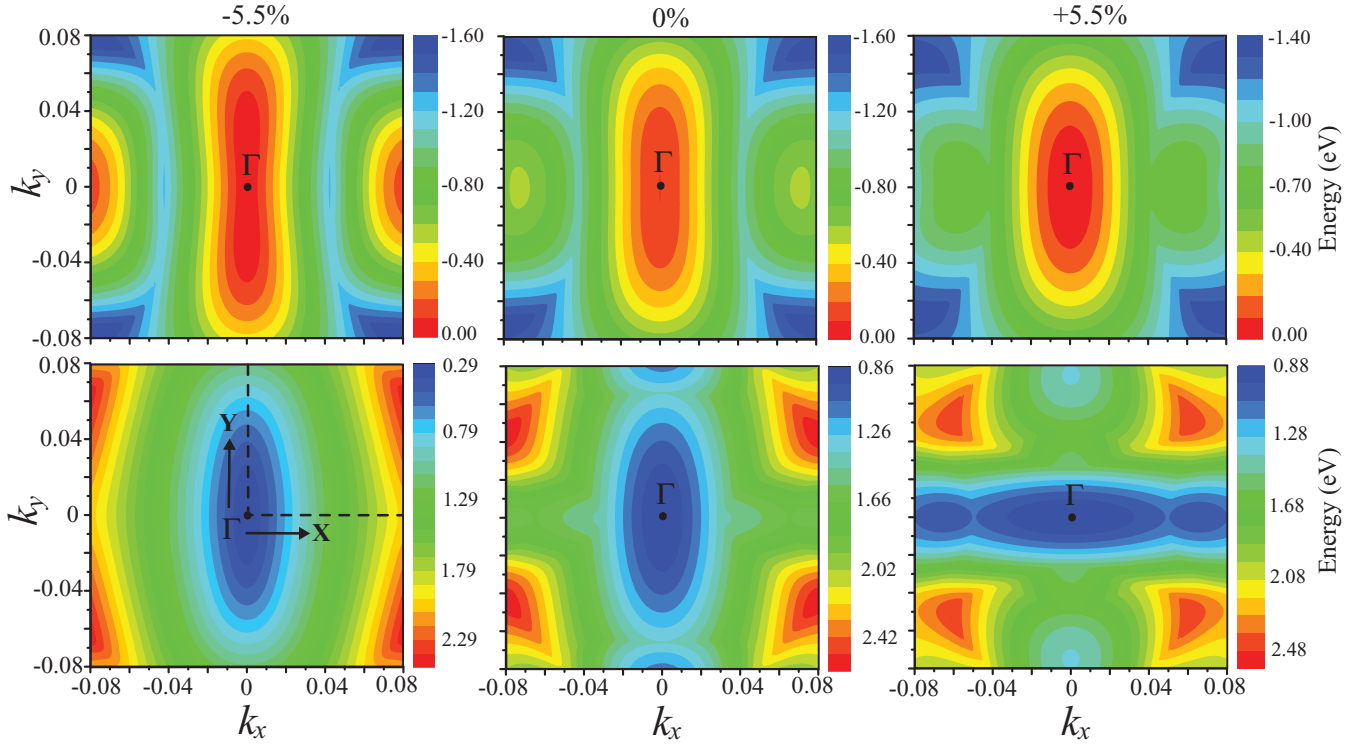 -5.5%
0%
+5.5%
0.08
0.04
0
-0.04
-0.08
k_y
Γ
-1.60
-1.20
-0.80
-0.40
0.00
Γ
-1.60
-1.20
-0.80
-0.40
0.00
Γ
-1.40
-1.00
-0.70
-0.40
0.00
Energy (eV)
0.08
0.04
0
-0.04
-0.08
k_y
Y
Γ
X
0.29
0.79
1.29
1.79
2.29
Γ
0.86
1.26
1.66
2.02
2.42
Γ
0.88
1.28
1.68
2.08
2.48
Energy (eV)
-0.08 -0.04 0 0.04 0.08
-0.04 0 0.04 0.08
-0.08 -0.04 0 0.04 0.08
k_x
k_x
k_x